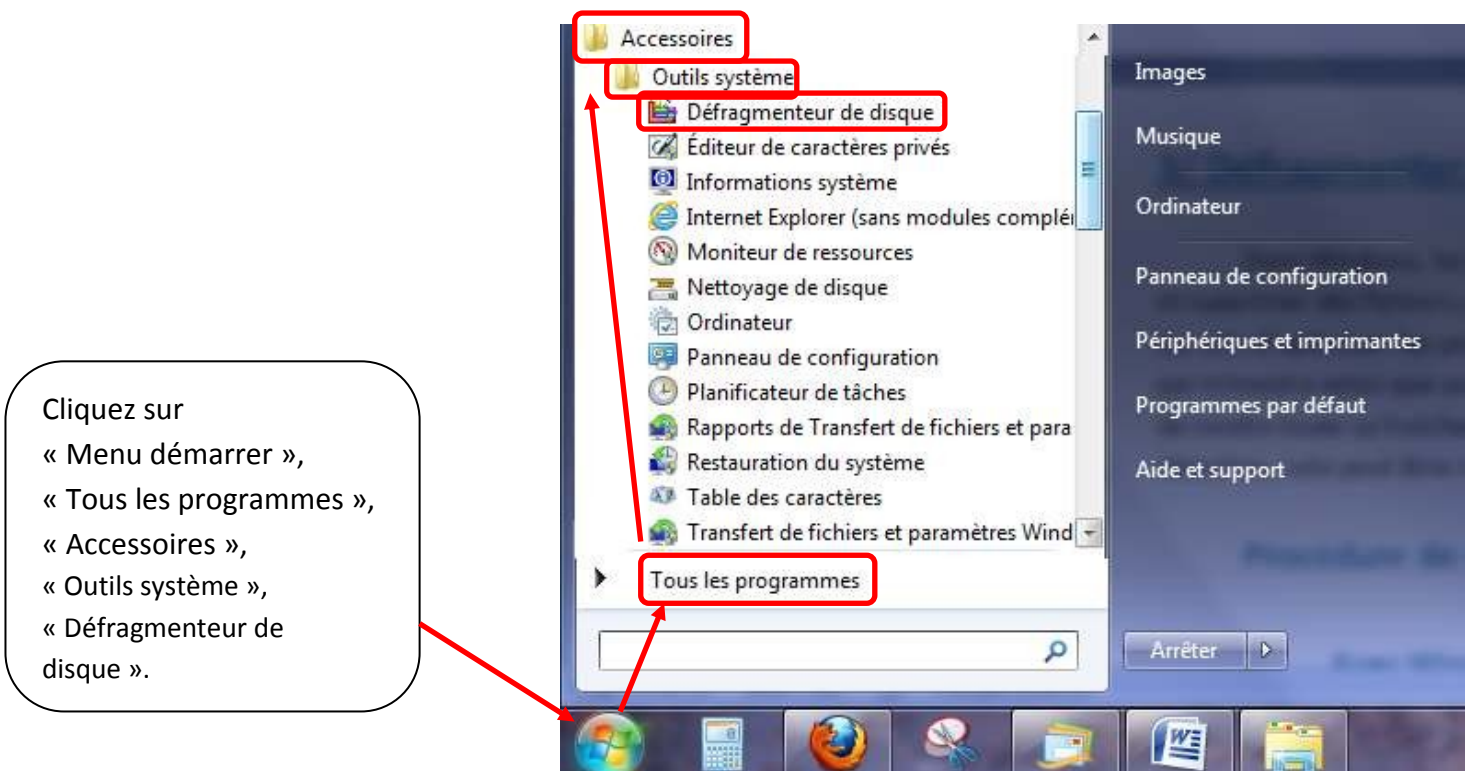 Cliquez sur
« Menu démarrer »,
« Tous les programmes »,
« Accessoires »,
« Outils système »,
« Défragmenteur de
disque ».
Accessoires
Outils système
Défragmenteur de disque
Éditeur de caractères privés
Informations système
Internet Explorer (sans modules complé
Moniteur de ressources
Nettoyage de disque
Ordinateur
Panneau de configuration
Planificateur de tâches
Rapports de Transfert de fichiers et para
Restauration du système
Table des caractères
Transfert de fichiers et paramètres Wind
Tous les programmes
Images
Musique
Ordinateur
Panneau de configuration
Périphériques et imprimantes
Programmes par défaut
Aide et support
Arrêter